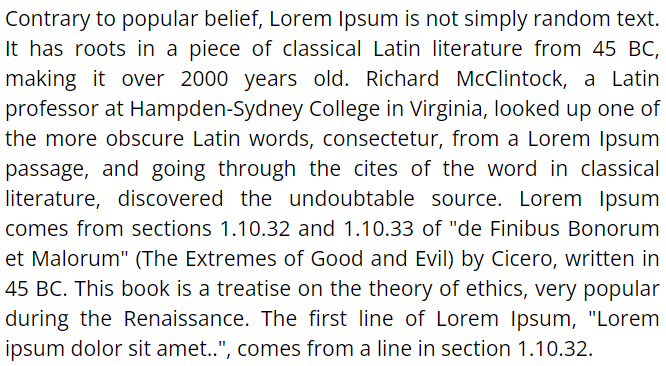 Contrary to popular belief, Lorem Ipsum is not simply random text.
It has roots in a piece of classical Latin literature from 45 BC,
making it over 2000 years old. Richard McClintock, a Latin
professor at Hampden-Sydney College in Virginia, looked up one of
the more obscure Latin words, consectetur, from a Lorem Ipsum
passage, and going through the cites of the word in classical
literature, discovered the undoubtable source. Lorem Ipsum
comes from sections 1.10.32 and 1.10.33 of "de Finibus Bonorum
et Malorum" (The Extremes of Good and Evil) by Cicero, written in
45 BC. This book is a treatise on the theory of ethics, very popular
during the Renaissance. The first line of Lorem Ipsum, "Lorem
ipsum dolor sit amet..", comes from a line in section 1.10.32.